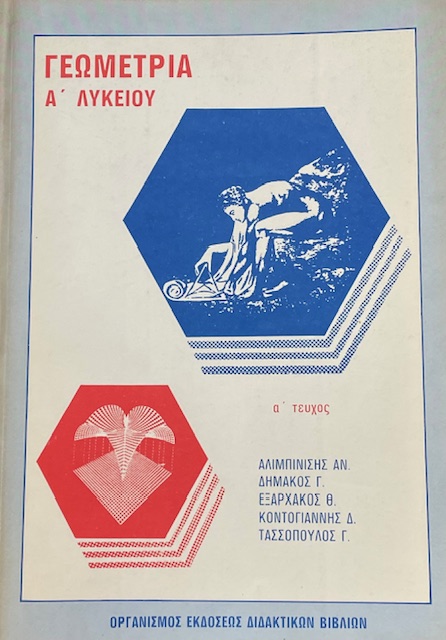 ΓΕΩΜΕΤΡΙΑ
Α΄ ΛΥΚΕΙΟΥ
α΄ τευχος
ΑΛΙΜΠΙΝΙΣΗΣ ΑΝ.
ΔΗΜΑΚΟΣ Γ.
ΕΞΑΡΧΑΚΟΣ Θ.
ΚΟΝΤΟΓΙΑΝΝΗΣ Δ.
ΤΑΣΣΟΠΟΥΛΟΣ Γ.
ΟΡΓΑΝΙΣΜΟΣ ΕΚΔΟΣΕΩΣ ΔΙΔΑΚΤΙΚΩΝ ΒΙΒΛΙΩΝ